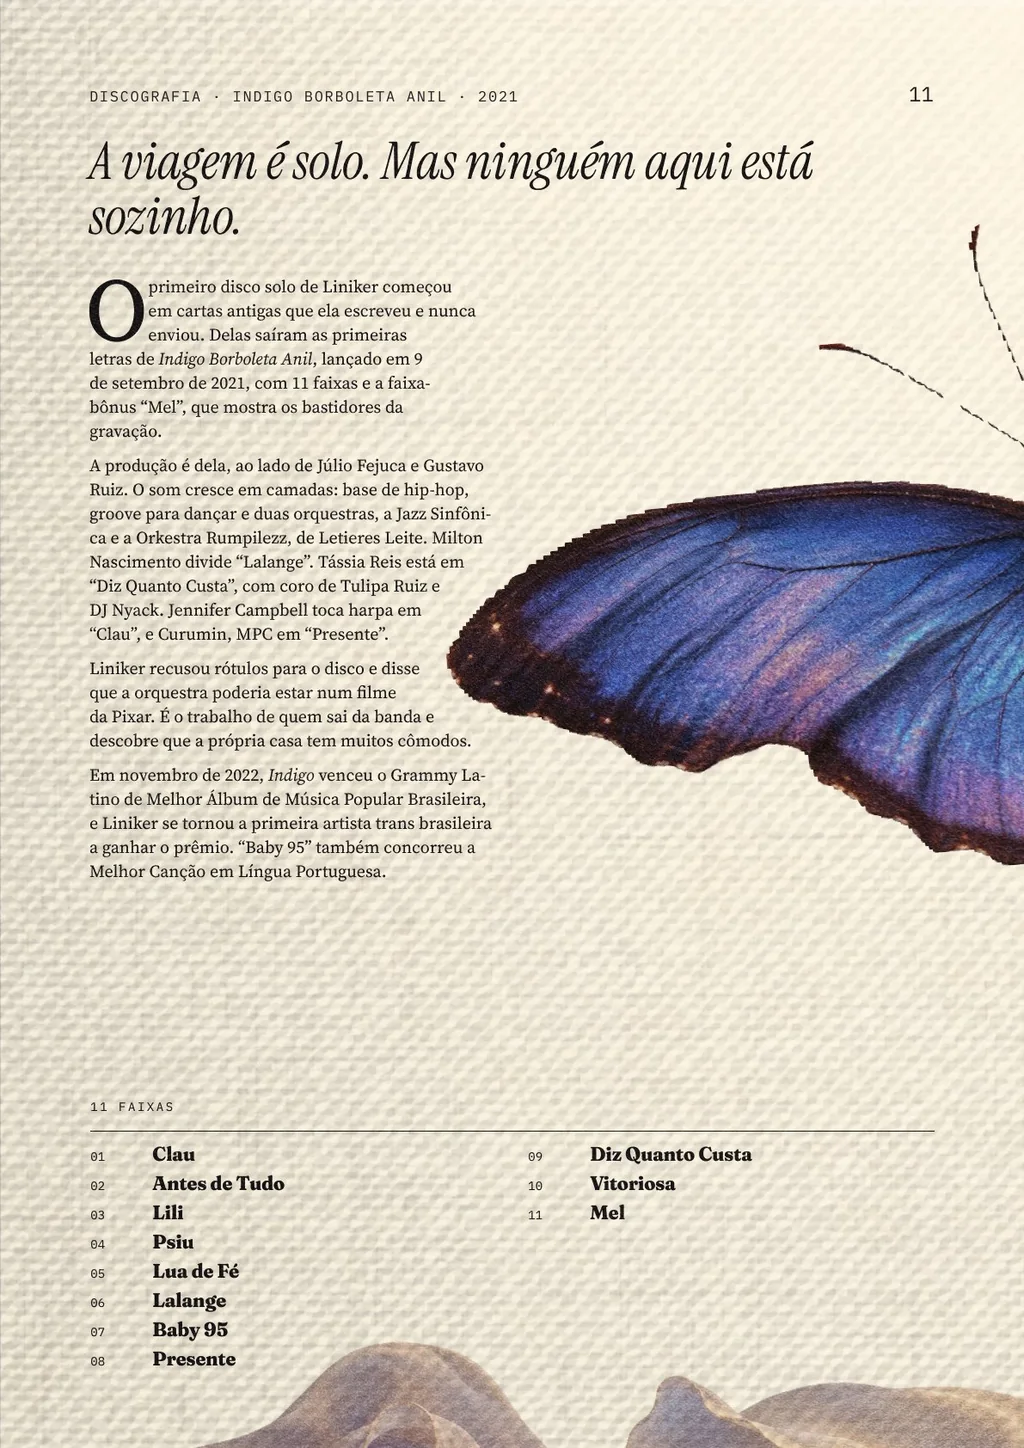 DISCOGRAFIA · INDIGO BORBOLETA ANIL · 2021
11
A viagem é solo. Mas ninguém aqui está
sozinho.
O primeiro disco solo de Liniker começou
em cartas antigas que ela escreveu e nunca
enviou. Delas saíram as primeiras
letras de Indigo Borboleta Anil, lançado em 9
de setembro de 2021, com 11 faixas e a faixa-
bônus “Mel”, que mostra os bastidores da
gravação.
A produção é dela, ao lado de Júlio Fejuca e Gustavo
Ruiz. O som cresce em camadas: base de hip-hop,
groove para dançar e duas orquestras, a Jazz Sinfôni-
ca e a Orkestra Rumpilezz, de Letieres Leite. Milton
Nascimento divide “Lalange”. Tássia Reis está em
“Diz Quanto Custa”, com coro de Tulipa Ruiz e
DJ Nyack. Jennifer Campbell toca harpa em
“Clau”, e Curumin, MPC em “Presente”.
Liniker recusou rótulos para o disco e disse
que a orquestra poderia estar num filme
da Pixar. É o trabalho de quem sai da banda e
descobre que a própria casa tem muitos cômodos.
Em novembro de 2022, Indigo venceu o Grammy La-
tino de Melhor Álbum de Música Popular Brasileira,
e Liniker se tornou a primeira artista trans brasileira
a ganhar o prêmio. “Baby 95” também concorreu a
Melhor Canção em Língua Portuguesa.
11 FAIXAS
01 Clau
02 Antes de Tudo
03 Lili
04 Psiu
05 Lua de Fé
06 Lalange
07 Baby 95
08 Presente
09 Diz Quanto Custa
10 Vitoriosa
11 Mel